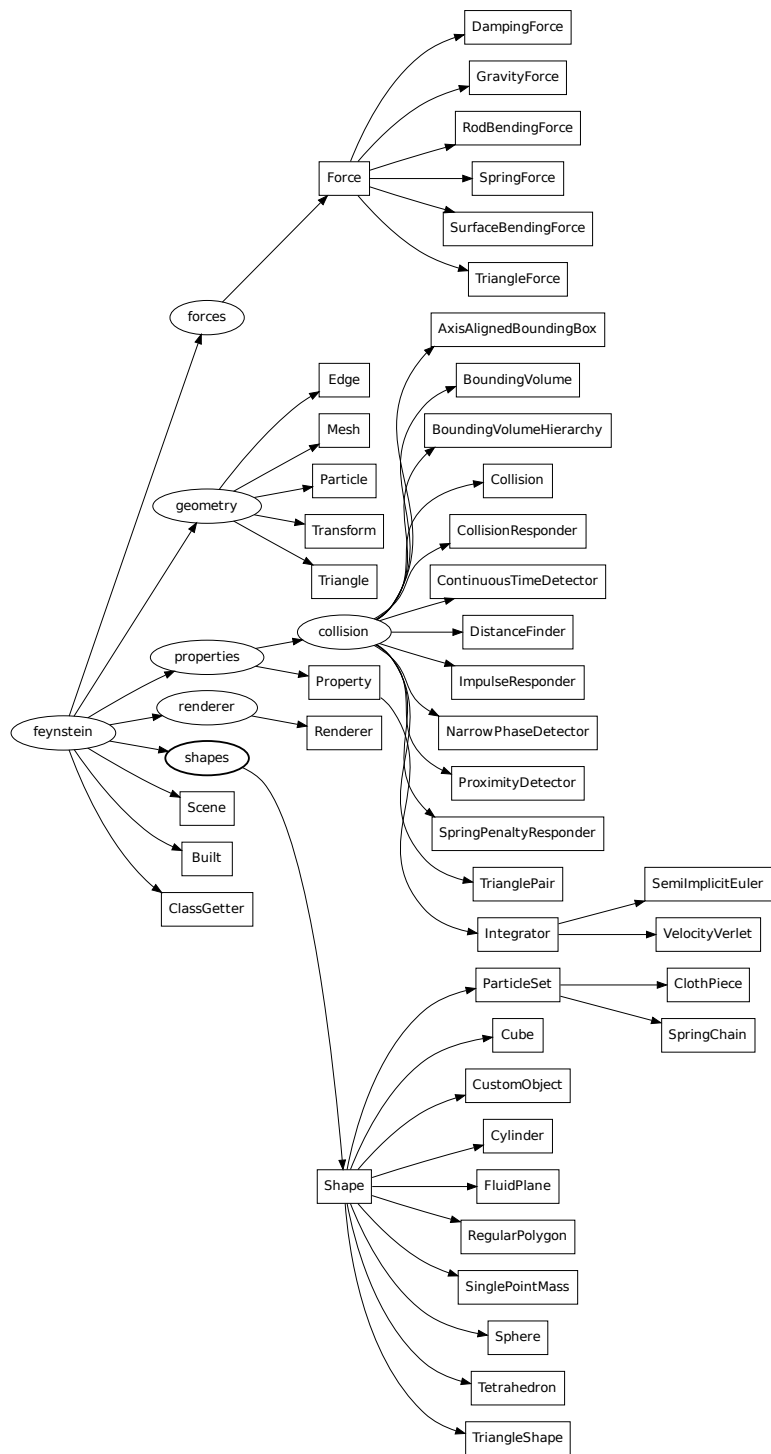 DampingForce
GravityForce
RodBendingForce
Force
SpringForce
SurfaceBendingForce
TriangleForce
forces
AxisAlignedBoundingBox
Edge
BoundingVolume
Mesh
BoundingVolumeHierarchy
Particle
Collision
geometry
Transform
CollisionResponder
Triangle
ContinuousTimeDetector
collision
DistanceFinder
properties
Property
ImpulseResponder
renderer
feynstein
Renderer
NarrowPhaseDetector
shapes
ProximityDetector
Scene
SpringPenaltyResponder
Built
TrianglePair
SemiImplicitEuler
ClassGetter
Integrator
VelocityVerlet
ParticleSet
ClothPiece
Cube
SpringChain
CustomObject
Cylinder
Shape
FluidPlane
RegularPolygon
SinglePointMass
Sphere
Tetrahedron
TriangleShape